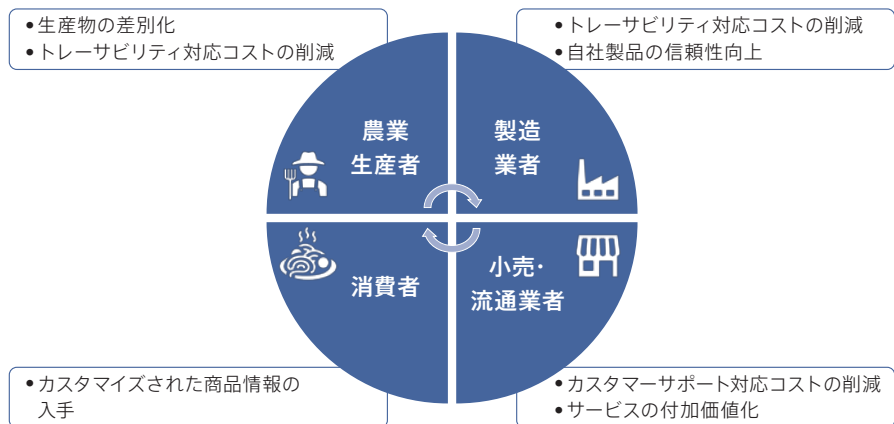 •生産物の差別化
•トレーサビリティ対応コストの削減
•トレーサビリティ対応コストの削減
•自社製品の信頼性向上
農業
生産者
製造
業者
消費者
小売・
流通業者
•カスタマイズされた商品情報の
入手
•カスタマーサポート対応コストの削減
•サービスの付加価値化